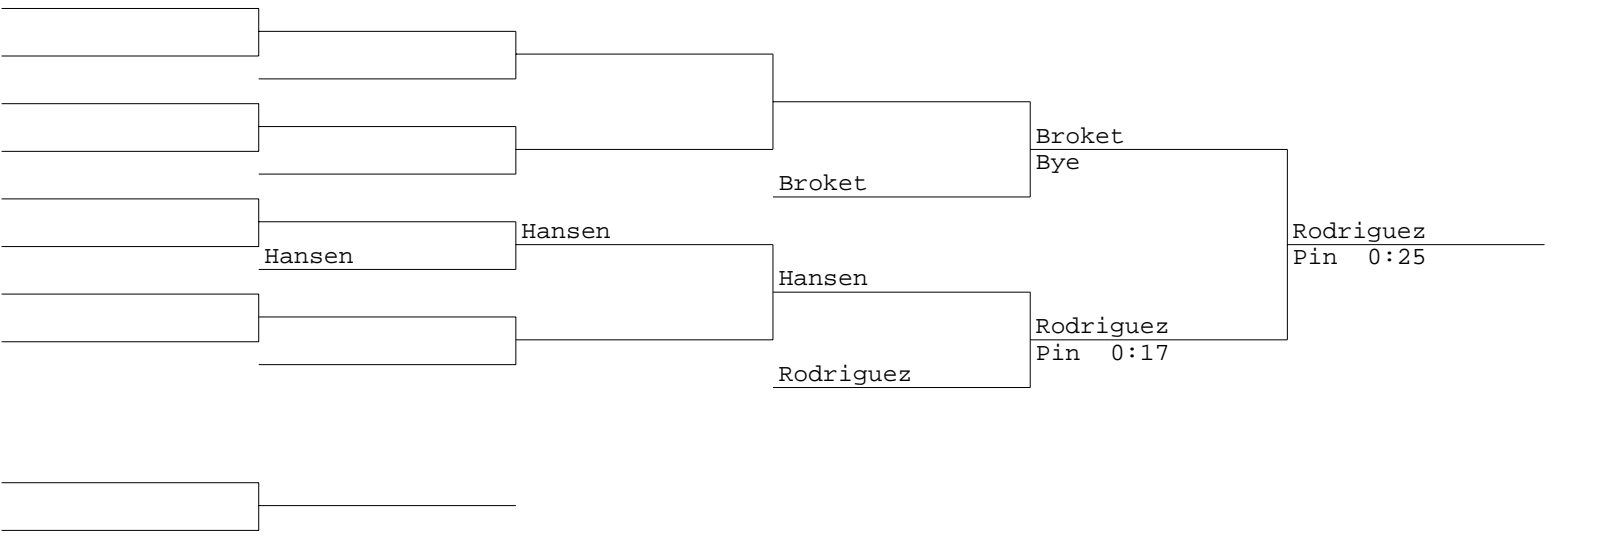 Broket
Bye
Broket
Hansen
Hansen
Rodriguez
Pin  0:25
Hansen
Rodriguez
Pin  0:17
Rodriguez